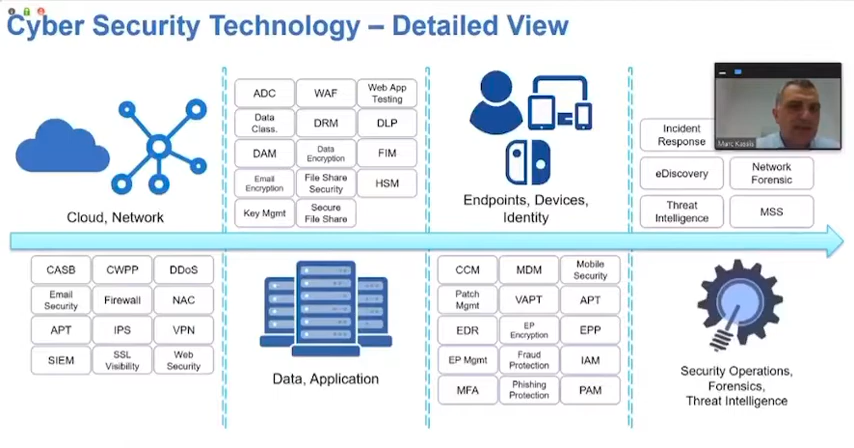 Cyber Security Technology – Detailed View
Cloud, Network
CASB
CWPP
DDoS
Email
Security
Firewall
NAC
APT
IPS
VPN
SIEM
SSL
Visibility
Web
Security
ADC
WAF
Web App
Testing
Data
Class.
DRM
DLP
DAM
Data
Encryption
FIM
Email
Encryption
File Share
Security
HSM
Key Mgmt
Secure
File Share
Data, Application
Endpoints, Devices,
Identity
CCM
MDM
Mobile
Security
Patch
Mgmt
VAPT
APT
EDR
EP
Encryption
EPP
EP Mgmt
Fraud
Protection
IAM
MFA
Phishing
Protection
PAM
Incident
Response
Marc Kassis
eDiscovery
Network
Forensic
Threat
Intelligence
MSS
Security Operations,
Forensics,
Threat Intelligence